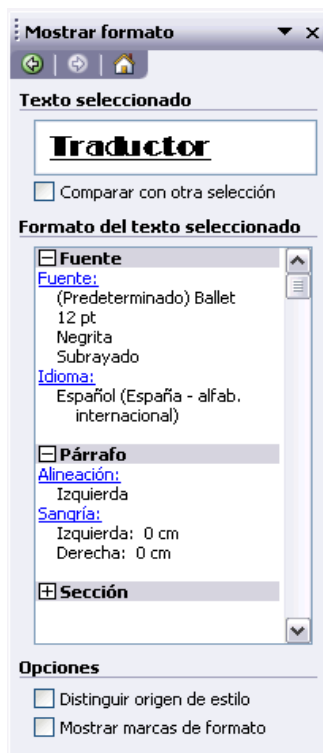 Mostrar formato
Texto seleccionado
Traductor
Comparar con otra selección
Formato del texto seleccionado
Fuente
Fuente:
(Predeterminado) Ballet
12 pt
Negrita
Subrayado
Idioma:
Español (España - alfab.
internacional)
Párrafo
Alineación:
Izquierda
Sangría:
Izquierda: 0 cm
Derecha: 0 cm
Sección
Opciones
Distinguir origen de estilo
Mostrar marcas de formato